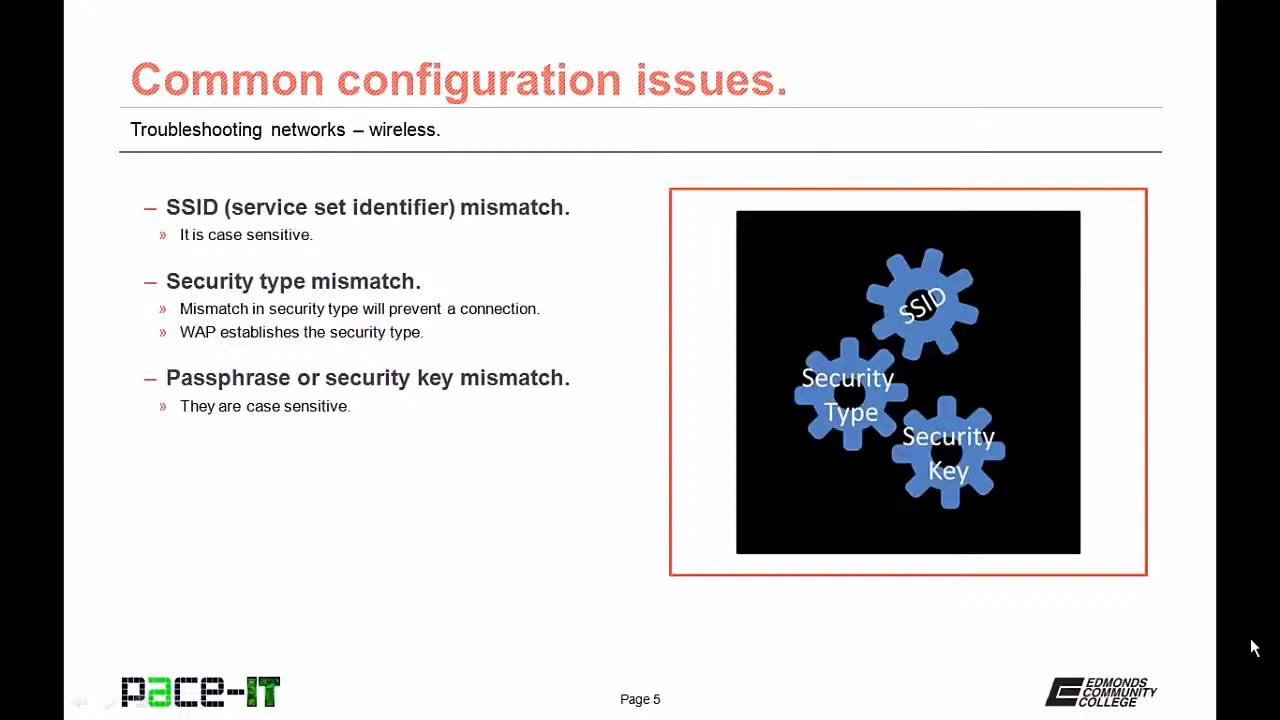 Common configuration issues.
Troubleshooting networks – wireless.
– SSID (service set identifier) mismatch.
» It is case sensitive.
– Security type mismatch.
» Mismatch in security type will prevent a connection.
» WAP establishes the security type.
– Passphrase or security key mismatch.
» They are case sensitive.
SSID
Security
Type
Security
Key
pace-IT
Page 5
EDMONDS
COMMUNITY
COLLEGE